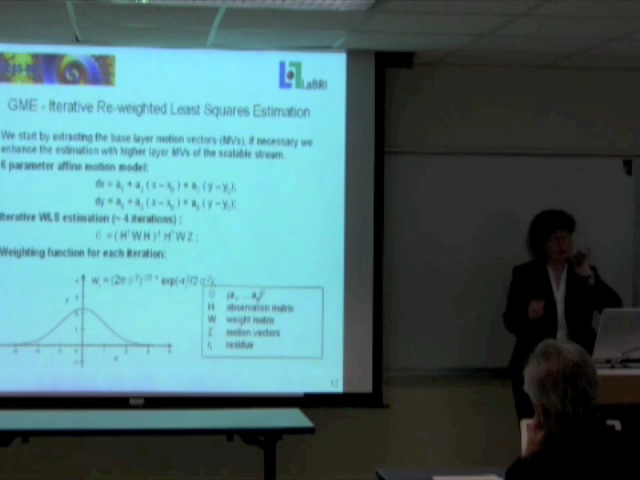 LaBRI
GME - Iterative Re-weighted Least Squares Estimation
We start by extracting the base layer motion vectors (MVs), if necessary we
enhance the estimation with higher layer MVs of the scalable stream.
6 parameter affine motion model:
Iterative WLS estimation (~ 4 iterations) :
Weighting function for each iteration:
H observation matrix
W weight matrix
Z motion vectors
residue
12